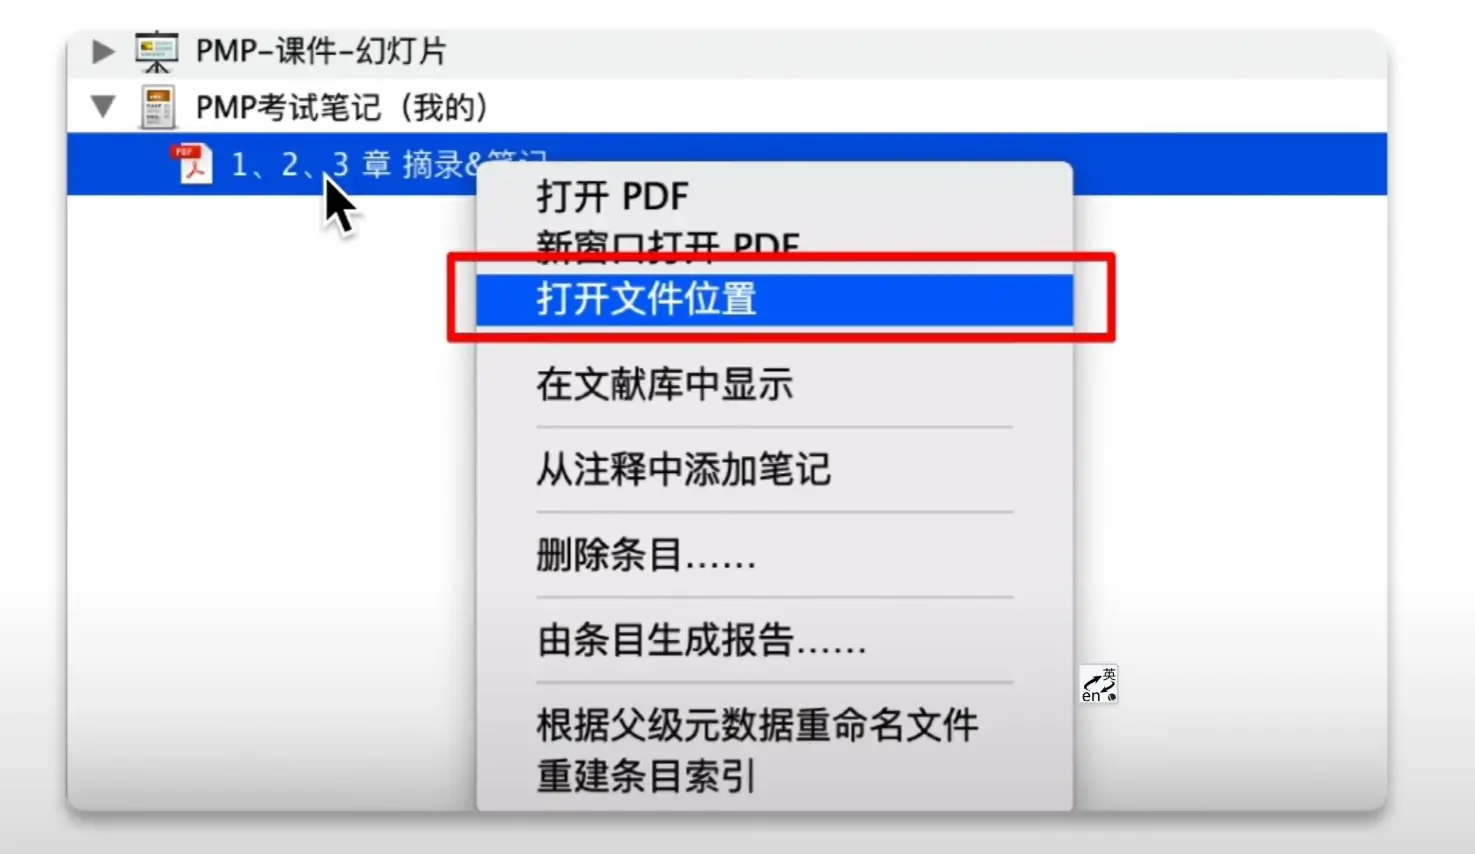 PMP-课件-幻灯片
PMP考试笔记（我的）
PDF
1、2、3 章 摘录&笔记
打开 PDF
新窗口打开 PDF
打开文件位置
在文献库中显示
从注释中添加笔记
删除条目……
由条目生成报告……
根据父级元数据重命名文件
重建条目索引
英
en